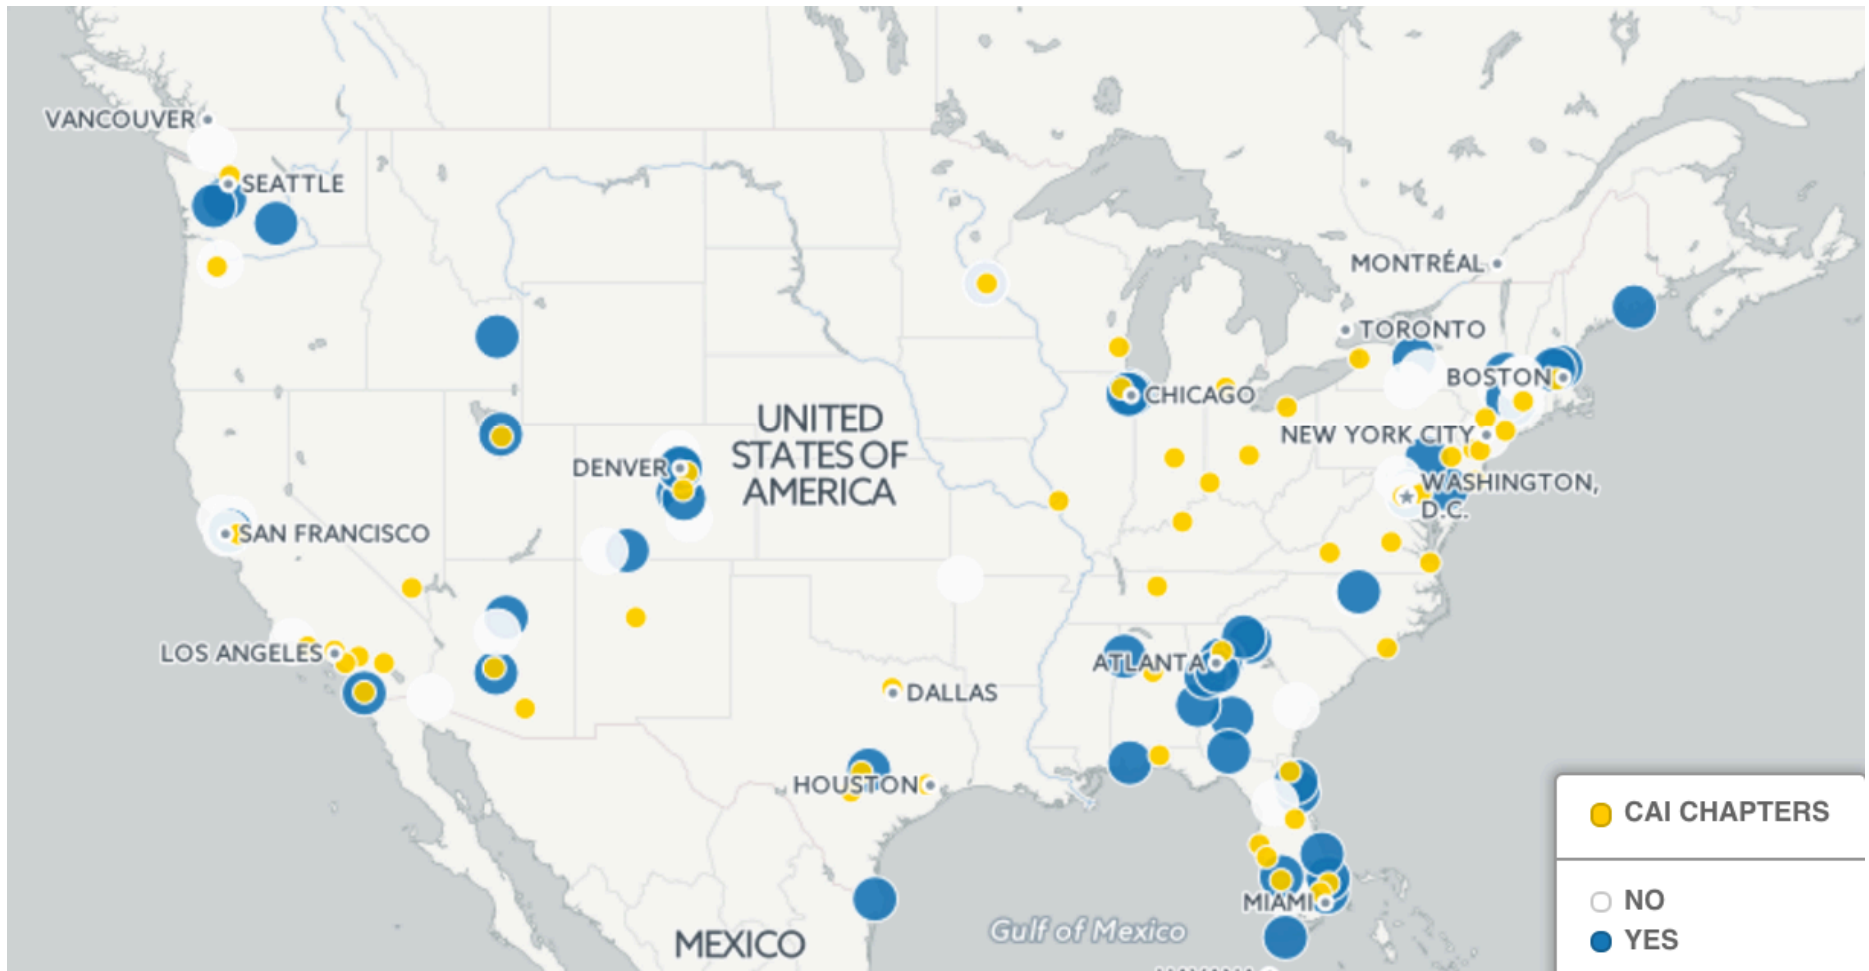 VANCOUVER
SEATTLE
MONTRÉAL
TORONTO
BOSTON
CHICAGO
UNITED
STATES OF
AMERICA
NEW YORK CITY
DENVER
WASHINGTON,
D.C.
SAN FRANCISCO
LOS ANGELES
ATLANTA
DALLAS
HOUSTON
MIAMI
Gulf of Mexico
MEXICO
CAI CHAPTERS
NO
YES